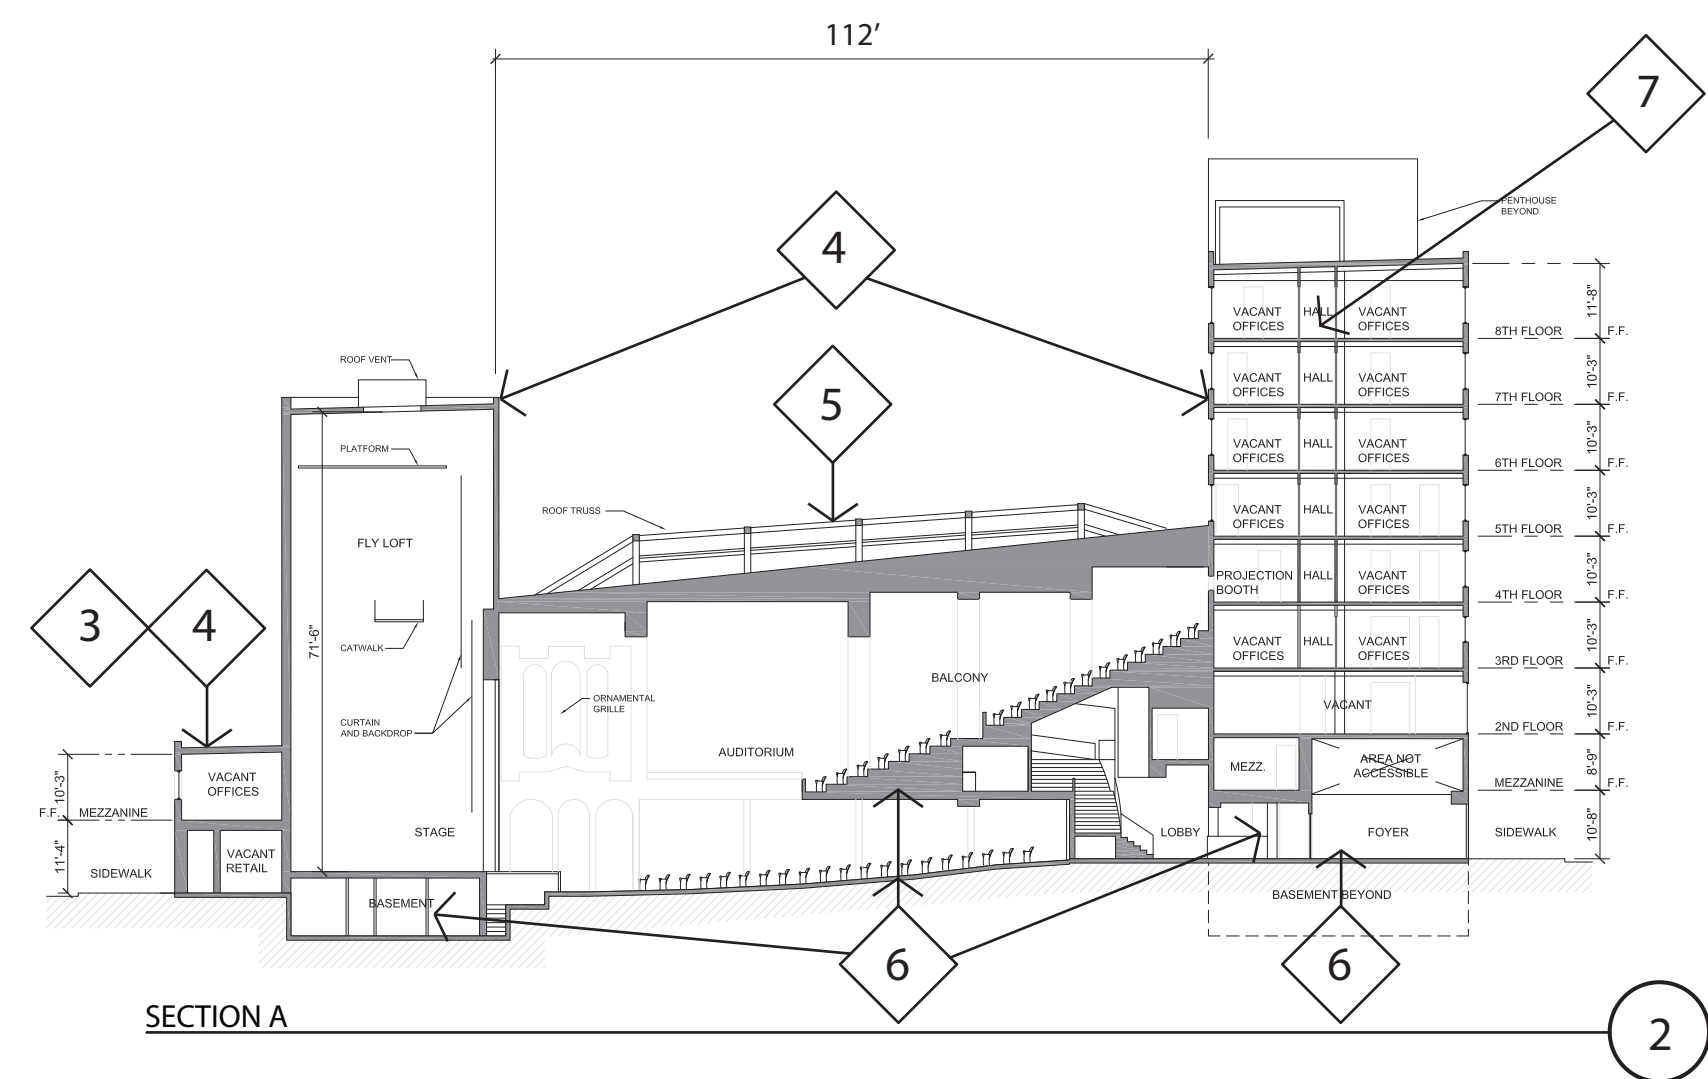 112'
7
PENTHOUSE
BEYOND
4
ROOF VENT
5
PLATFORM
ROOF TRUSS
FLY LOFT
3
4
71'-6"
CATWALK
ORNAMENTAL
GRILLE
CURTAIN
AND BACKDROP
BALCONY
AUDITORIUM
VACANT
OFFICES
HALL
VACANT
OFFICES
8TH FLOOR
F.F.
11'-8"
VACANT
OFFICES
HALL
VACANT
OFFICES
7TH FLOOR
F.F.
10'-3"
VACANT
OFFICES
HALL
VACANT
OFFICES
6TH FLOOR
F.F.
10'-3"
VACANT
OFFICES
HALL
VACANT
OFFICES
5TH FLOOR
F.F.
10'-3"
PROJECTION
BOOTH
HALL
VACANT
OFFICES
4TH FLOOR
F.F.
10'-3"
VACANT
OFFICES
HALL
VACANT
OFFICES
3RD FLOOR
F.F.
10'-3"
VACANT
2ND FLOOR
F.F.
10'-3"
MEZZ.
AREA NOT
ACCESSIBLE
MEZZANINE
F.F.
8'-9"
LOBBY
FOYER
SIDEWALK
10'-8"
VACANT
OFFICES
10'-3"
F.F.
MEZZANINE
STAGE
11'-4"
SIDEWALK
VACANT
RETAIL
BASEMENT
BASEMENT BEYOND
6
6
SECTION A
2